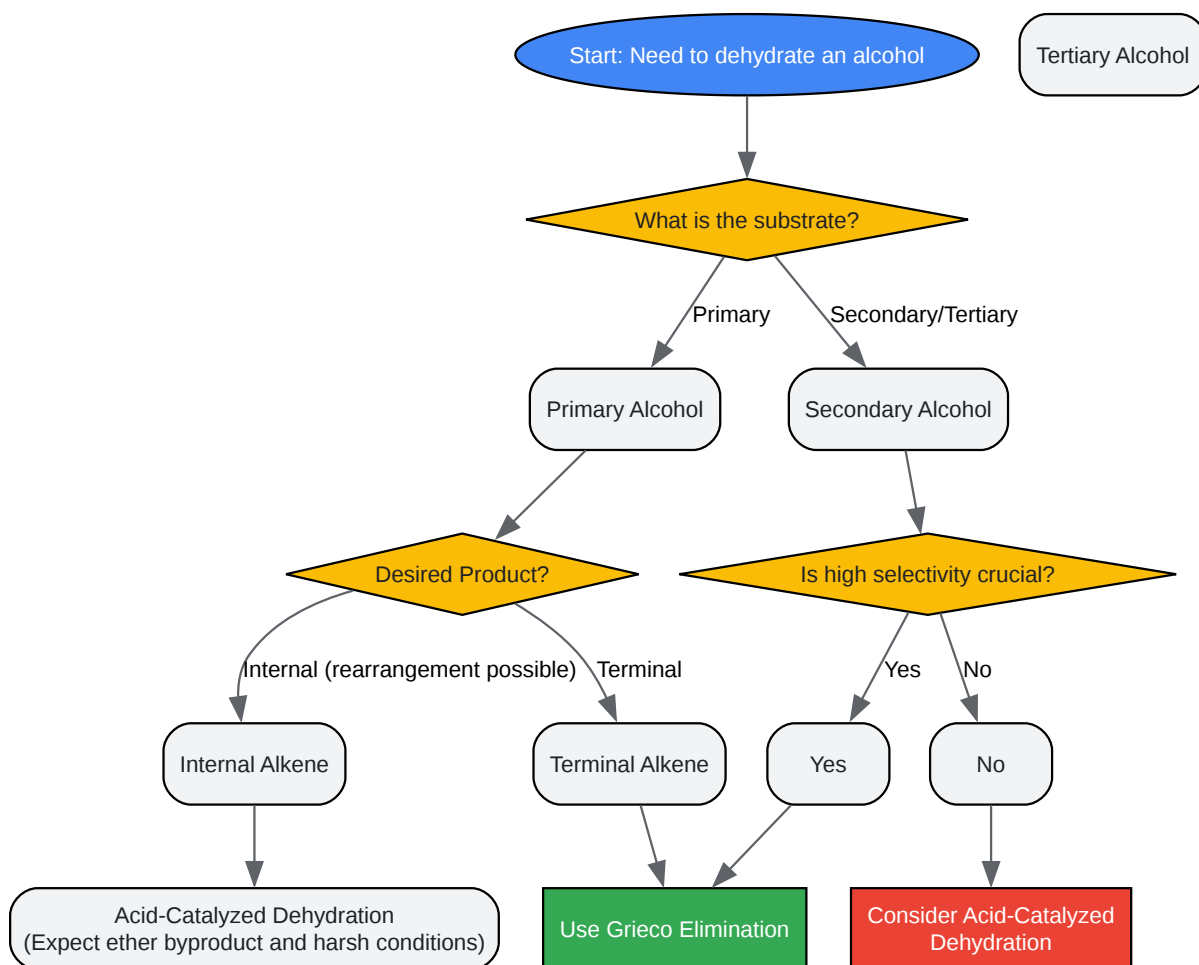 Start: Need to dehydrate an alcohol
Tertiary Alcohol
What is the substrate?
Primary
Secondary/Tertiary
Primary Alcohol
Secondary Alcohol
Desired Product?
Is high selectivity crucial?
Internal (rearrangement possible)
Terminal
Yes
No
Internal Alkene
Terminal Alkene
Yes
No
Acid-Catalyzed Dehydration
(Expect ether byproduct and harsh conditions)
Use Grieco Elimination
Consider Acid-Catalyzed
Dehydration